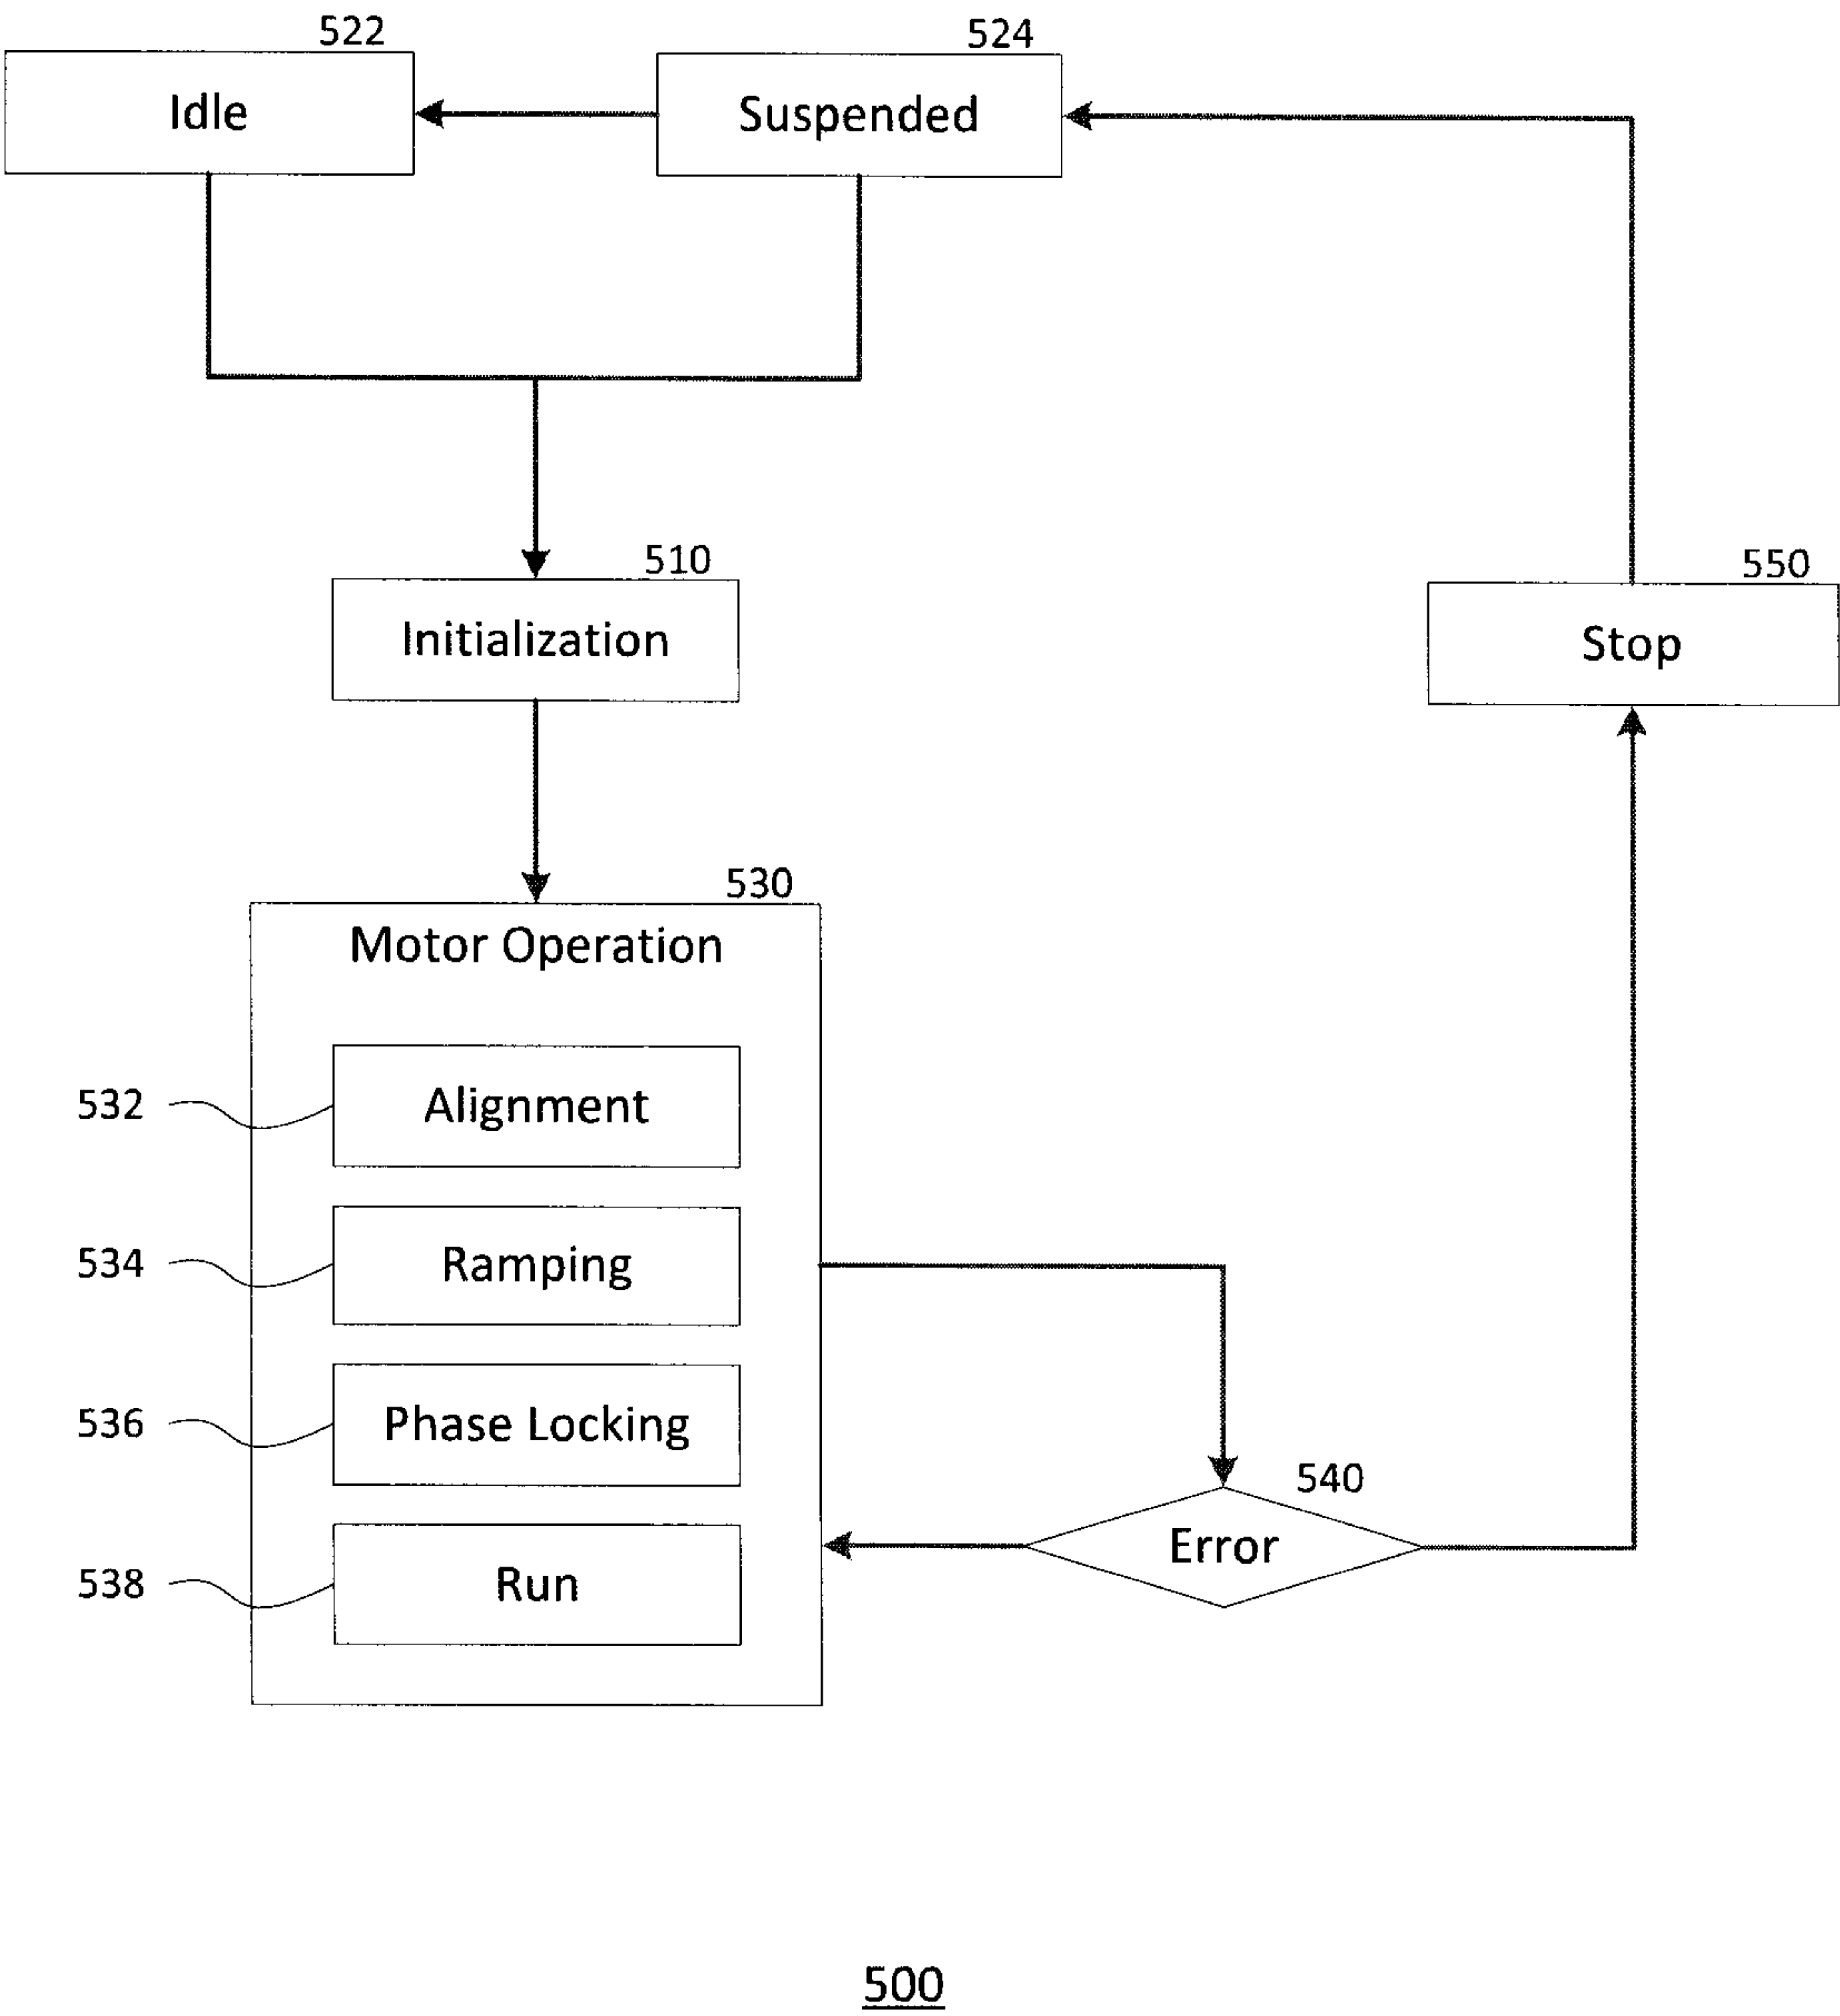 522
524
Idle
Suspended
510
550
Initialization
Stop
530
Motor Operation
532
Alignment
534
Ramping
536
Phase Locking
540
Error
538
Run
500